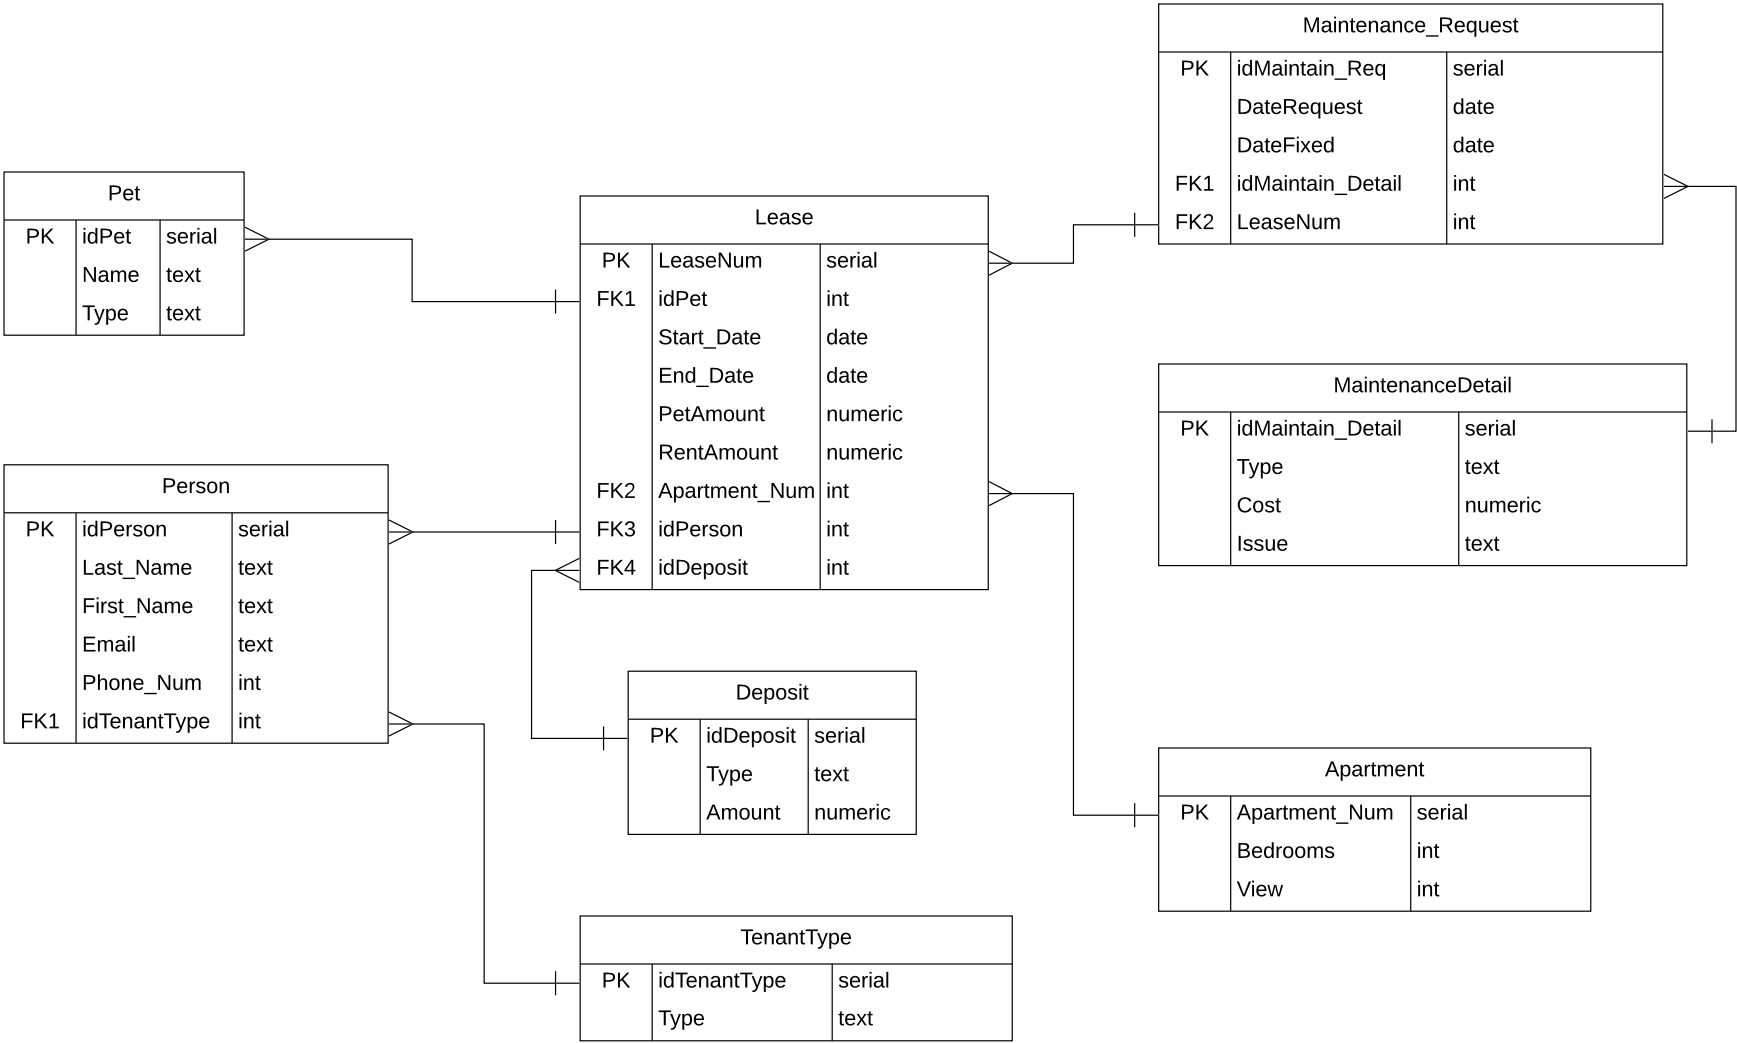 Maintenance_Request
PK idMaintain_Req serial
DateRequest date
DateFixed date
FK1 idMaintain_Detail int
FK2 LeaseNum int
Pet
PK idPet serial
Name text
Type text
Lease
PK LeaseNum serial
FK1 idPet int
Start_Date date
End_Date date
PetAmount numeric
RentAmount numeric
FK2 Apartment_Num int
FK3 idPerson int
FK4 idDeposit int
MaintenanceDetail
PK idMaintain_Detail serial
Type text
Cost numeric
Issue text
Person
PK idPerson serial
Last_Name text
First_Name text
Email text
Phone_Num int
FK1 idTenantType int
Deposit
PK idDeposit serial
Type text
Amount numeric
Apartment
PK Apartment_Num serial
Bedrooms int
View int
TenantType
PK idTenantType serial
Type text